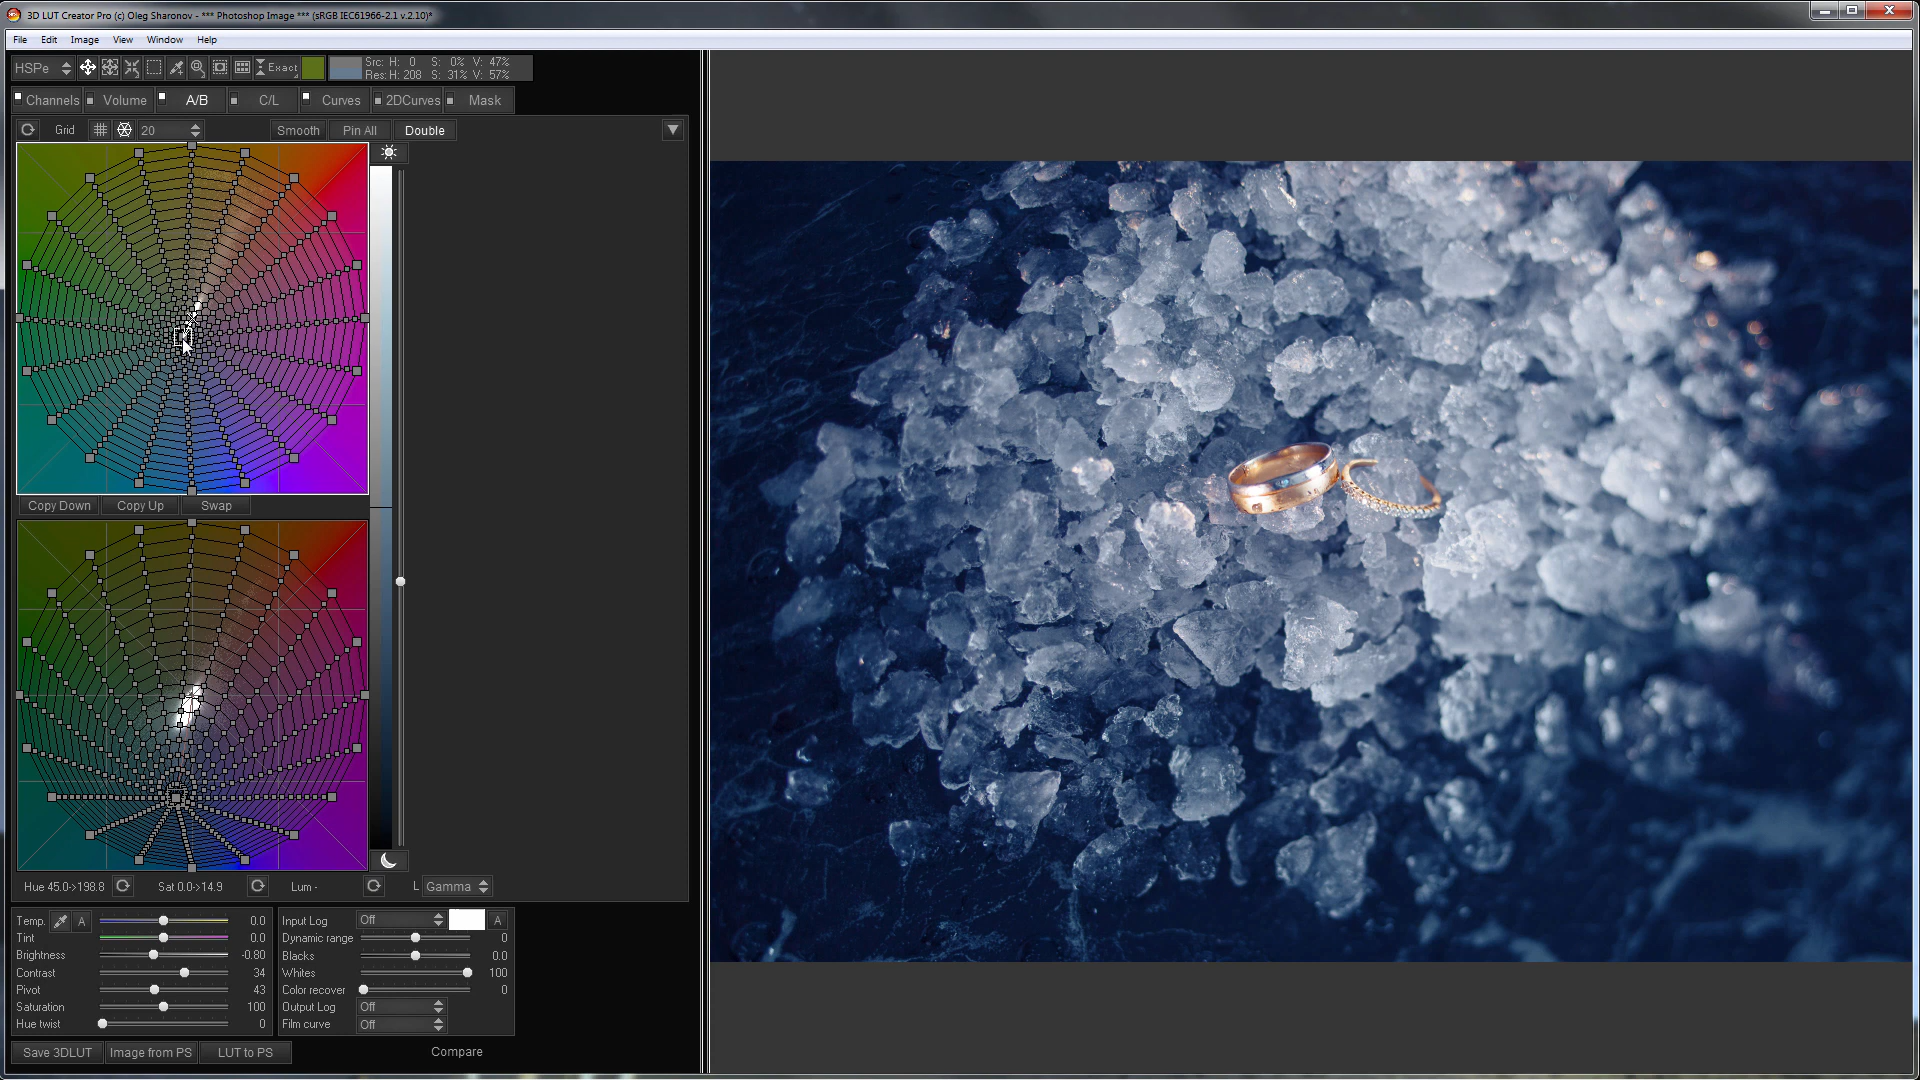 3D LUT Creator Pro (c) Oleg Sharonov - *** Photoshop Image *** (sRGB IEC61966-2.1 v.2.10)*
File Edit Image View Window Help
HSPe Exact Src: H: 0 S: 0% V: 47%
Res: H: 208 S: 31% V: 57%
Channels Volume A/B C/L Curves 2DCurves Mask
Grid 20 Smooth Pin All Double
Copy Down Copy Up Swap
Hue 45.0->198.8 Sat 0.0->14.9 Lum - L Gamma
Temp. A 0.0 Input Log Off A
Tint 0.0 Dynamic range 0
Brightness -0.80 Blacks 0.0
Contrast 34 Whites 100
Pivot 43 Color recover 0
Saturation 100 Output Log Off
Hue twist 0 Film curve Off
Save 3DLUT Image from PS LUT to PS Compare